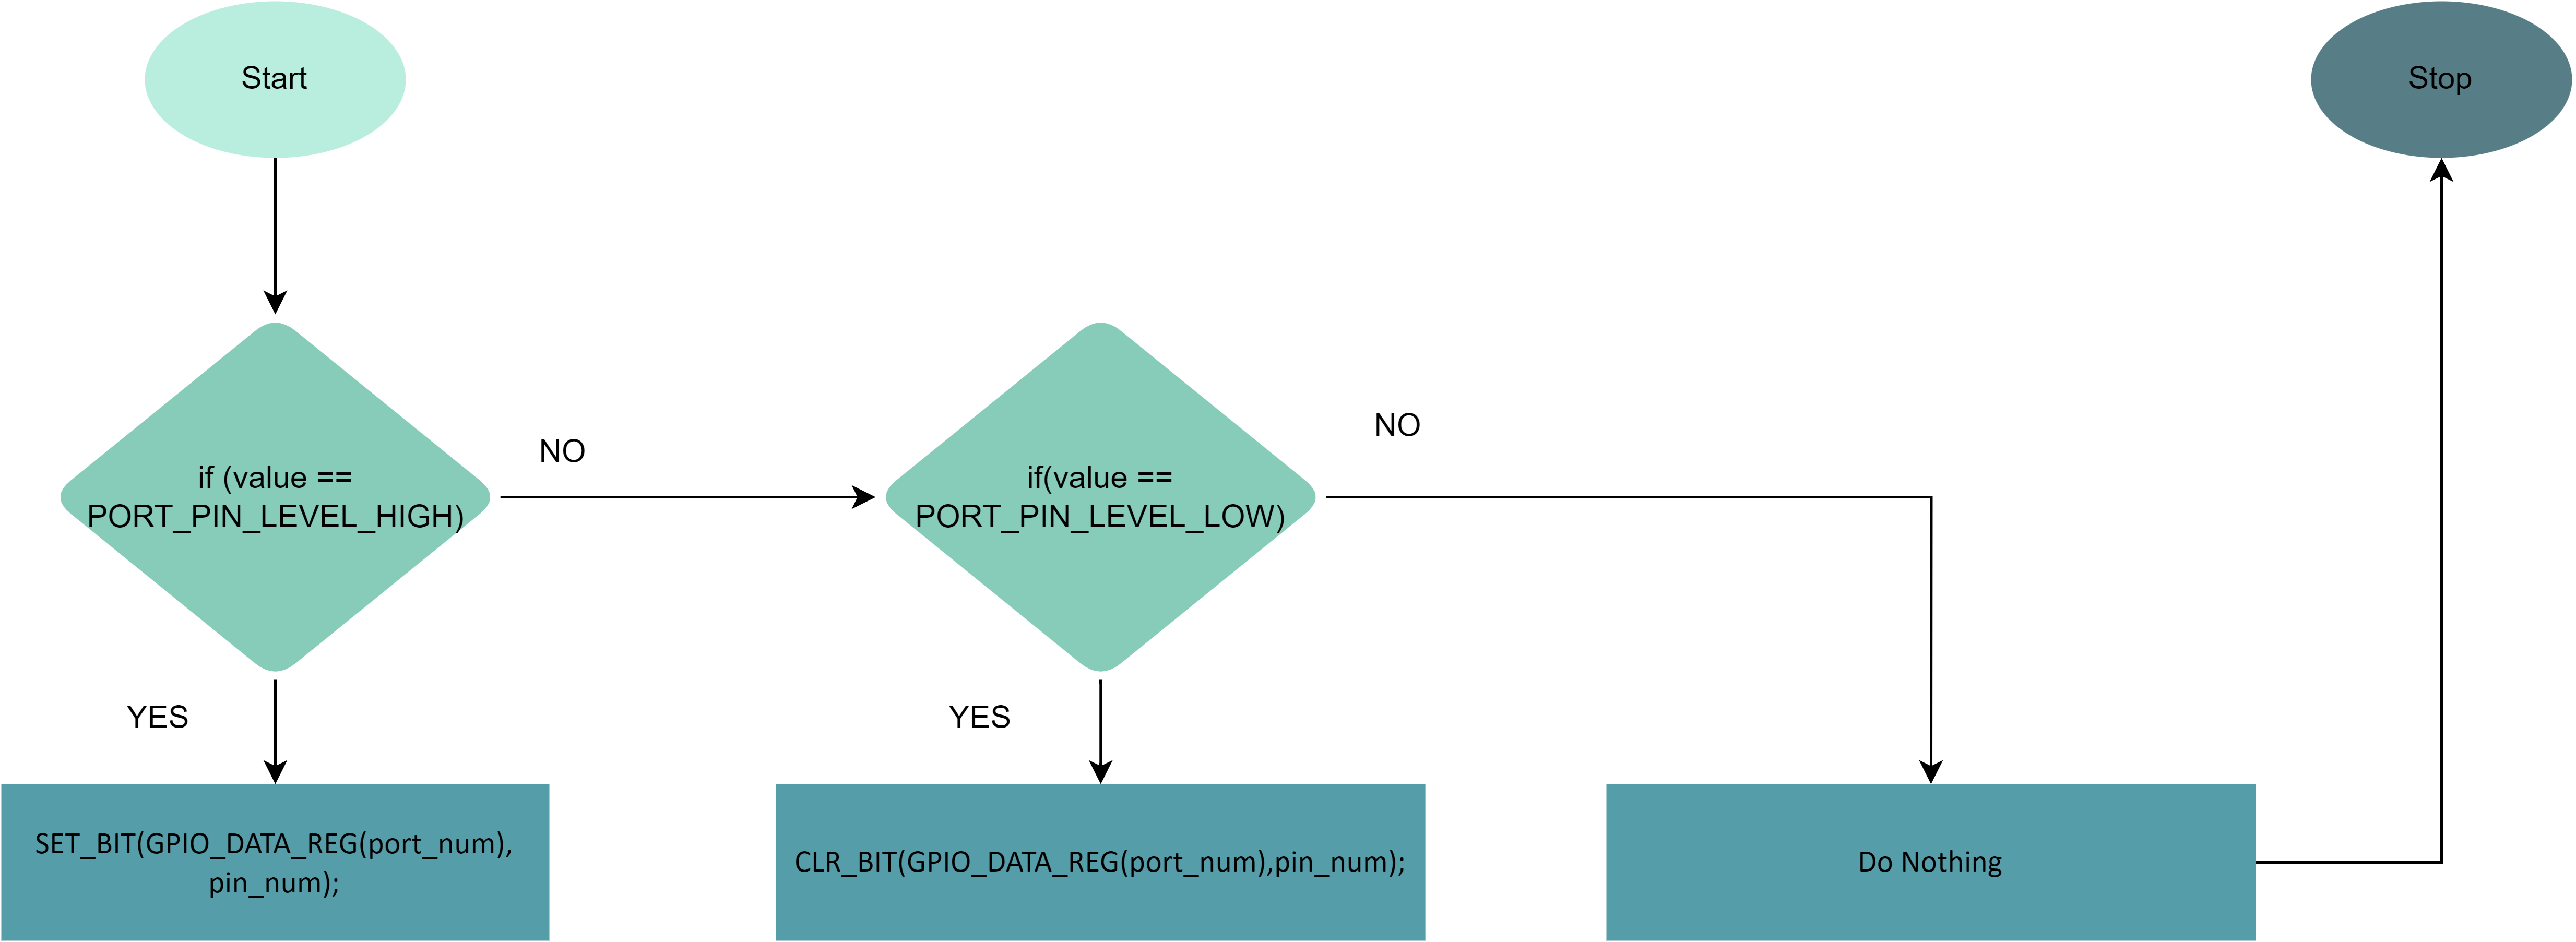 Start
Stop
NO
NO
if (value ==
PORT_PIN_LEVEL_HIGH)
if(value ==
PORT_PIN_LEVEL_LOW)
YES
YES
SET_BIT(GPIO_DATA_REG(port_num),
pin_num);
CLR_BIT(GPIO_DATA_REG(port_num),pin_num);
Do Nothing